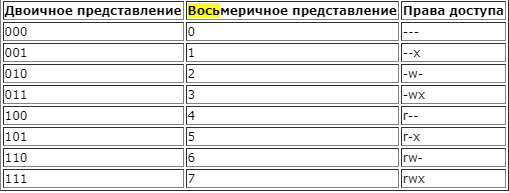 Двоичное представление Восьмеричное представление Права доступа
000 0 ---
001 1 --x
010 2 -w-
011 3 -wx
100 4 r--
101 5 r-x
110 6 rw-
111 7 rwx